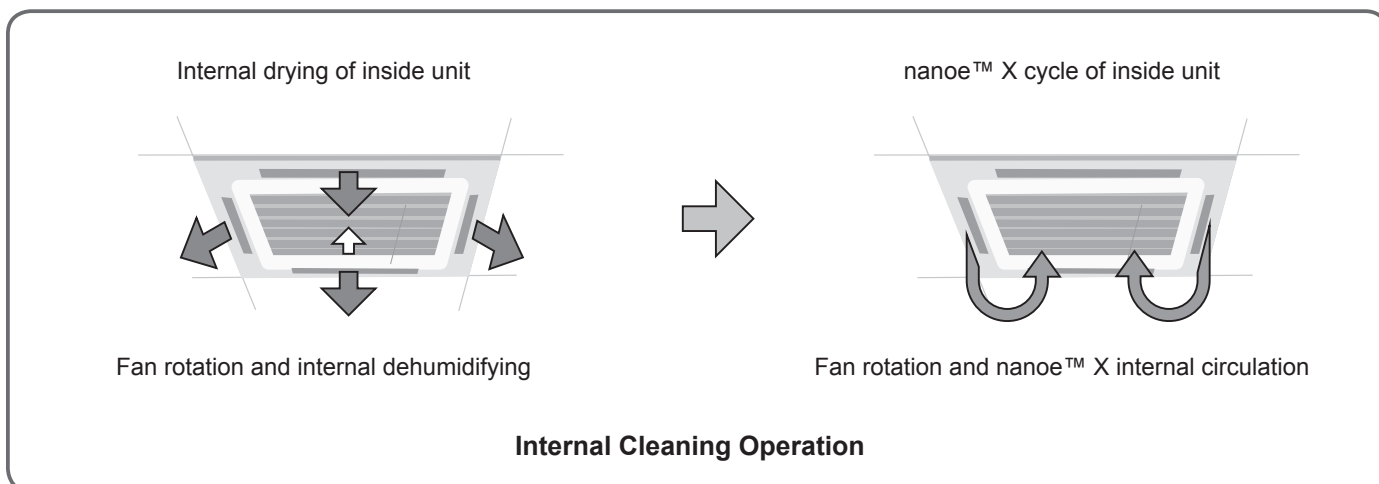 Internal drying of inside unit
nanoe™ X cycle of inside unit
Fan rotation and internal dehumidifying
Fan rotation and nanoe™ X internal circulation
Internal Cleaning Operation